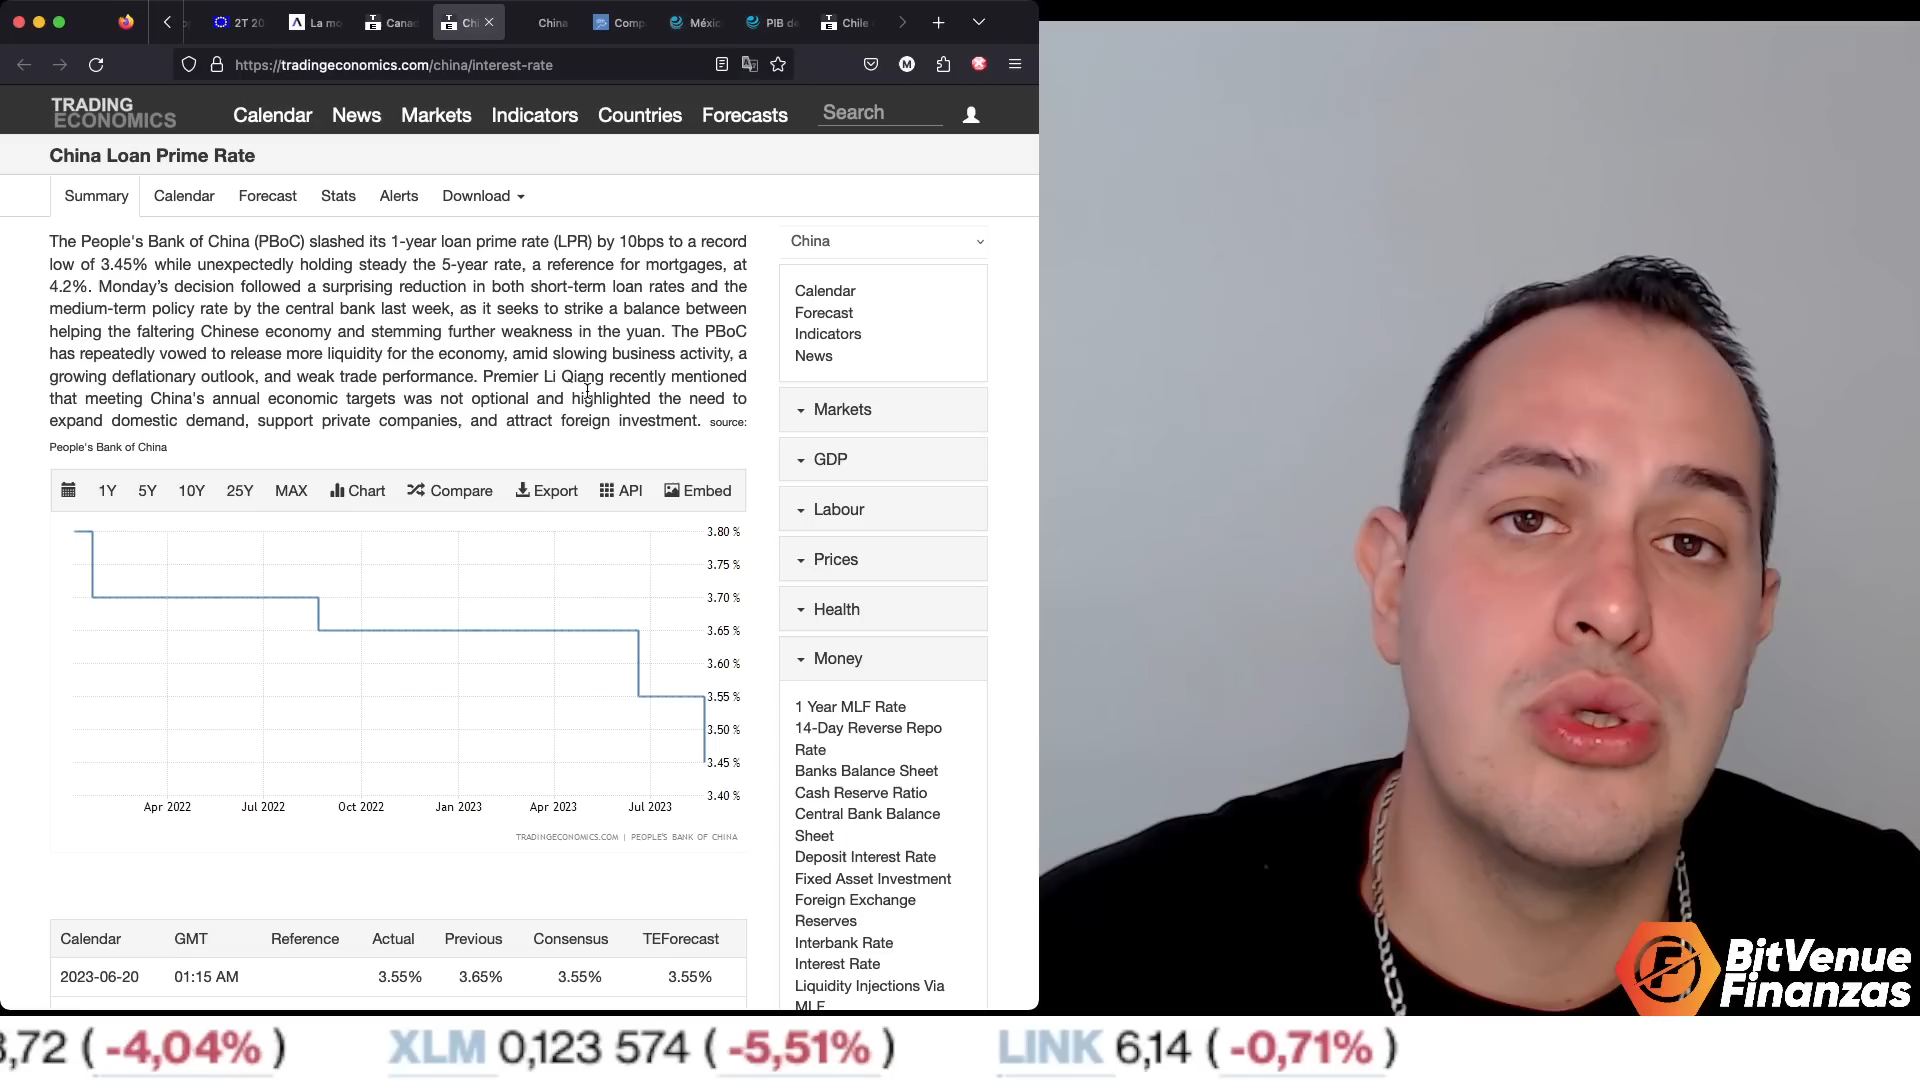 2T 20
La mo
Canad
Chi
China
Comp
Méxic
PIB de
Chile
https://tradingeconomics.com/china/interest-rate
TRADING ECONOMICS
Calendar News Markets Indicators Countries Forecasts Search
China Loan Prime Rate
Summary Calendar Forecast Stats Alerts Download
The People's Bank of China (PBoC) slashed its 1-year loan prime rate (LPR) by 10bps to a record
low of 3.45% while unexpectedly holding steady the 5-year rate, a reference for mortgages, at
4.2%. Monday’s decision followed a surprising reduction in both short-term loan rates and the
medium-term policy rate by the central bank last week, as it seeks to strike a balance between
helping the faltering Chinese economy and stemming further weakness in the yuan. The PBoC
has repeatedly vowed to release more liquidity for the economy, amid slowing business activity, a
growing deflationary outlook, and weak trade performance. Premier Li Qiang recently mentioned
that meeting China's annual economic targets was not optional and highlighted the need to
expand domestic demand, support private companies, and attract foreign investment. source:
People's Bank of China
1Y 5Y 10Y 25Y MAX Chart Compare Export API Embed
3.80 %
3.75 %
3.70 %
3.65 %
3.60 %
3.55 %
3.50 %
3.45 %
3.40 %
Apr 2022 Jul 2022 Oct 2022 Jan 2023 Apr 2023 Jul 2023
TRADINGECONOMICS.COM | PEOPLE'S BANK OF CHINA
Calendar GMT Reference Actual Previous Consensus TEForecast
2023-06-20 01:15 AM 3.55% 3.65% 3.55% 3.55%
China
Calendar
Forecast
Indicators
News
Markets
GDP
Labour
Prices
Health
Money
1 Year MLF Rate
14-Day Reverse Repo
Rate
Banks Balance Sheet
Cash Reserve Ratio
Central Bank Balance
Sheet
Deposit Interest Rate
Fixed Asset Investment
Foreign Exchange
Reserves
Interbank Rate
Interest Rate
Liquidity Injections Via
MLF
BitVenue
Finanzas
3,72 ( -4,04% ) XLM 0,123 574 ( -5,51% ) LINK 6,14 ( -0,71% )